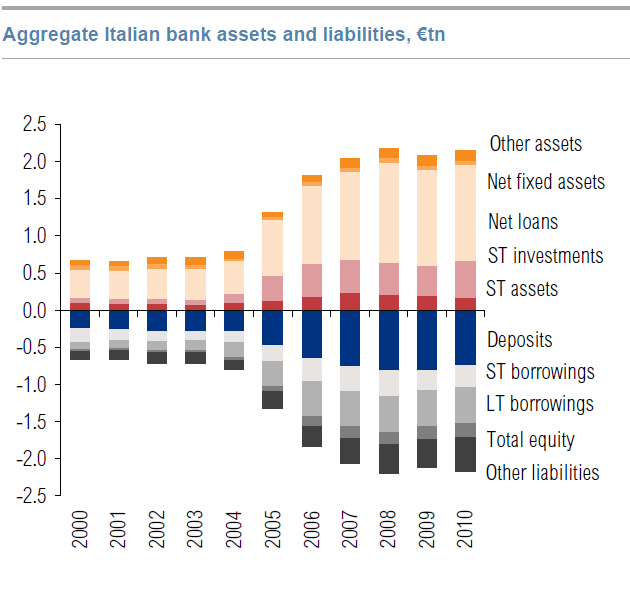 Aggregate Italian bank assets and liabilities, €tn
2.5
2.0
1.5
1.0
0.5
0.0
-0.5
-1.0
-1.5
-2.0
-2.5
Other assets
Net fixed assets
Net loans
ST investments
ST assets
Deposits
ST borrowings
LT borrowings
Total equity
Other liabilities
2000
2001
2002
2003
2004
2005
2006
2007
2008
2009
2010